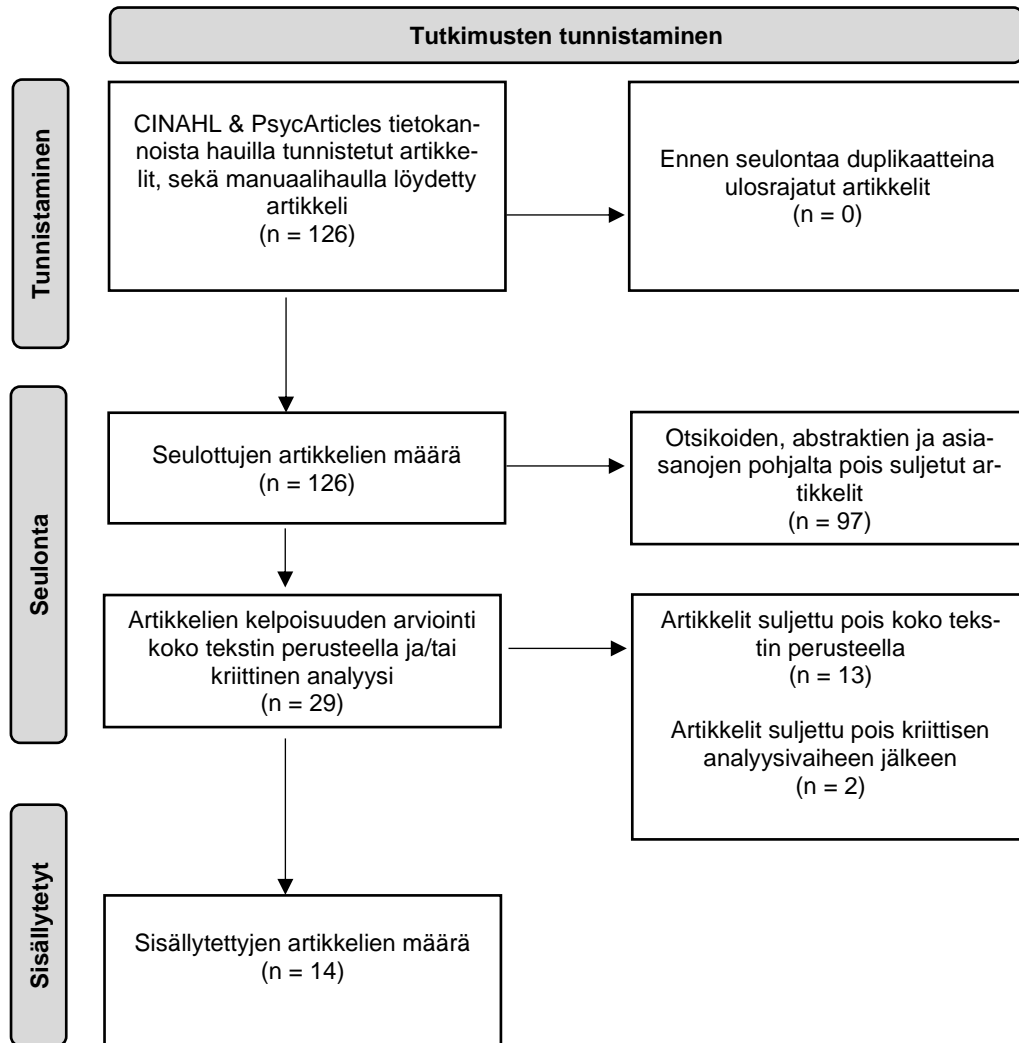 Tutkimusten tunnistaminen
Tunnistaminen
CINAHL & PsycArticles tietokan-
noista hauilla tunnistetut artikke-
lit, sekä manuaalihaulla löydetty
artikkeli
(n = 126)
Ennen seulontaa duplikaatteina
ulosrajatut artikkelit
(n = 0)
Seulonta
Seulottujen artikkelien määrä
(n = 126)
Otsikoiden, abstraktien ja asia-
sanojen pohjalta pois suljetut ar-
tikkelit
(n = 97)
Artikkelien kelpoisuuden arviointi
koko tekstin perusteella ja/tai
kriittinen analyysi
(n = 29)
Artikkelit suljettu pois koko teks-
tin perusteella
(n = 13)
Artikkelit suljettu pois kriittisen
analyysivaiheen jälkeen
(n = 2)
Sisällytetyt
Sisällytettyjen artikkelien määrä
(n = 14)